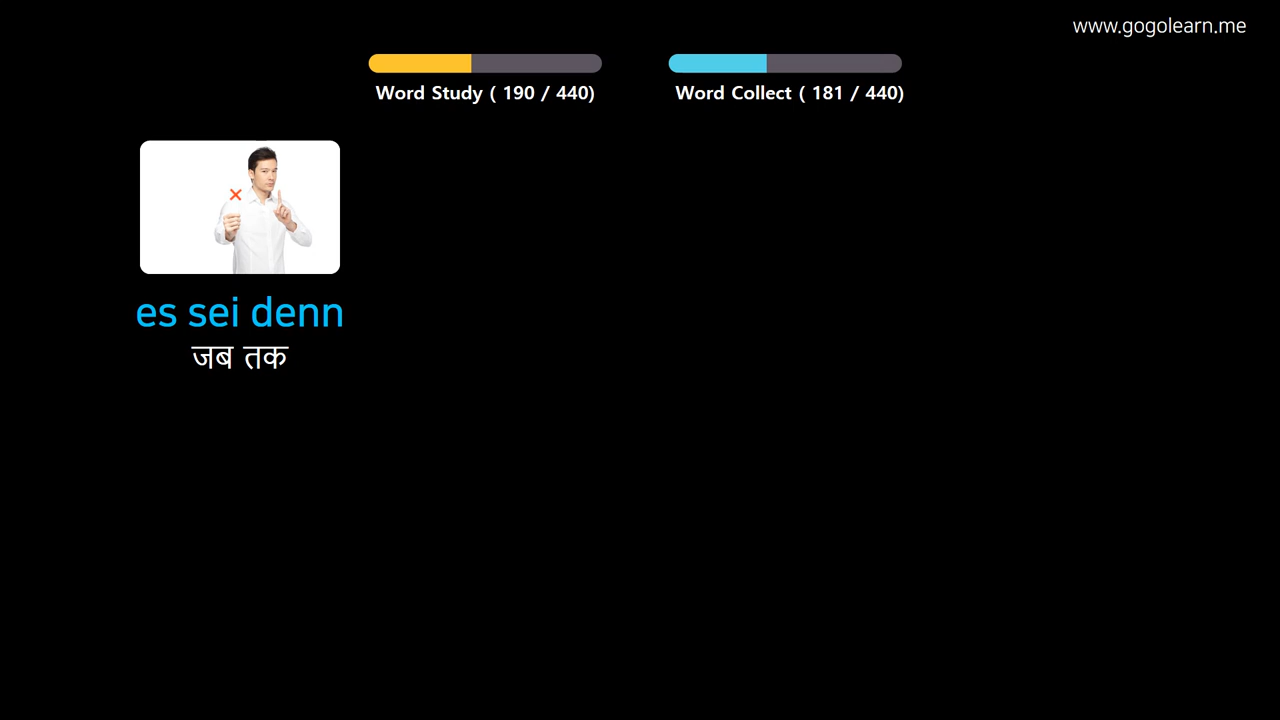 www.gogolearn.me
Word Study ( 190 / 440)
Word Collect ( 181 / 440)
es sei denn
जब तक